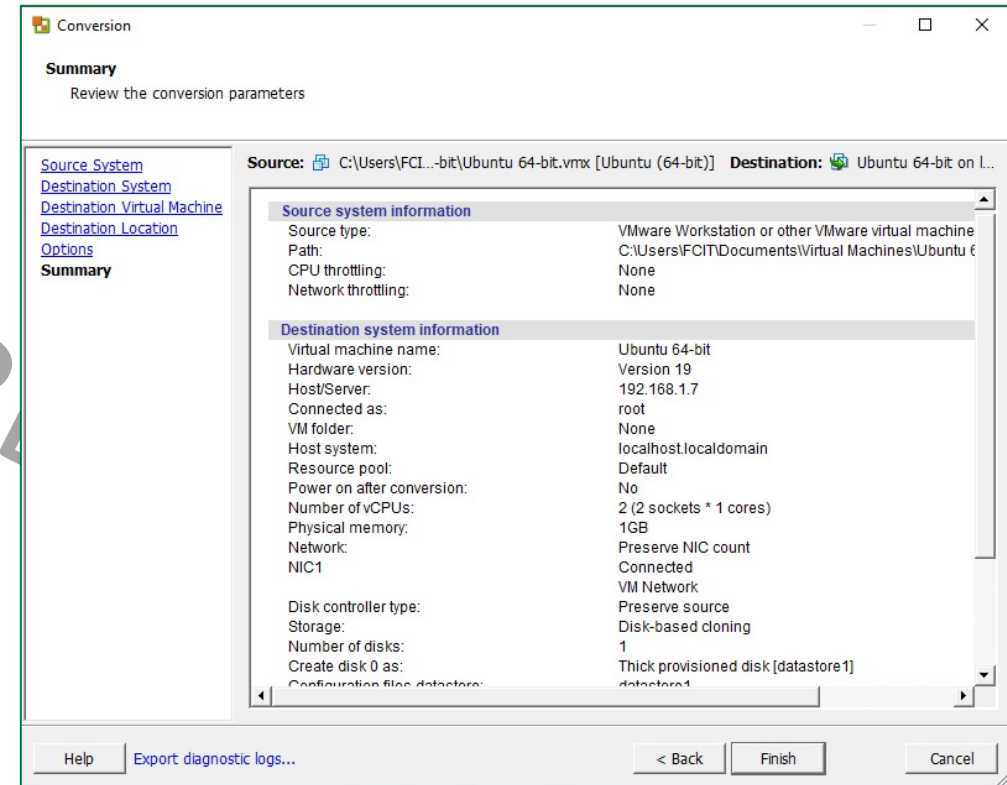 Conversion
Summary
Review the conversion parameters
Source System
Destination System
Destination Virtual Machine
Destination Location
Options
Summary
Source: C:\Users\FCI...-bit\Ubuntu 64-bit.vmx [Ubuntu (64-bit)] Destination: Ubuntu 64-bit on l...
Source system information
Source type: VMware Workstation or other VMware virtual machine
Path: C:\Users\FCIT\Documents\Virtual Machines\Ubuntu 6
CPU throttling: None
Network throttling: None
Destination system information
Virtual machine name: Ubuntu 64-bit
Hardware version: Version 19
Host/Server: 192.168.1.7
Connected as: root
VM folder: None
Host system: localhost.localdomain
Resource pool: Default
Power on after conversion: No
Number of vCPUs: 2 (2 sockets * 1 cores)
Physical memory: 1GB
Network: Preserve NIC count
NIC1 Connected
VM Network
Disk controller type: Preserve source
Storage: Disk-based cloning
Number of disks: 1
Create disk 0 as: Thick provisioned disk [datastore1]
Configuration files datastore: datastore1
Help Export diagnostic logs... < Back Finish Cancel